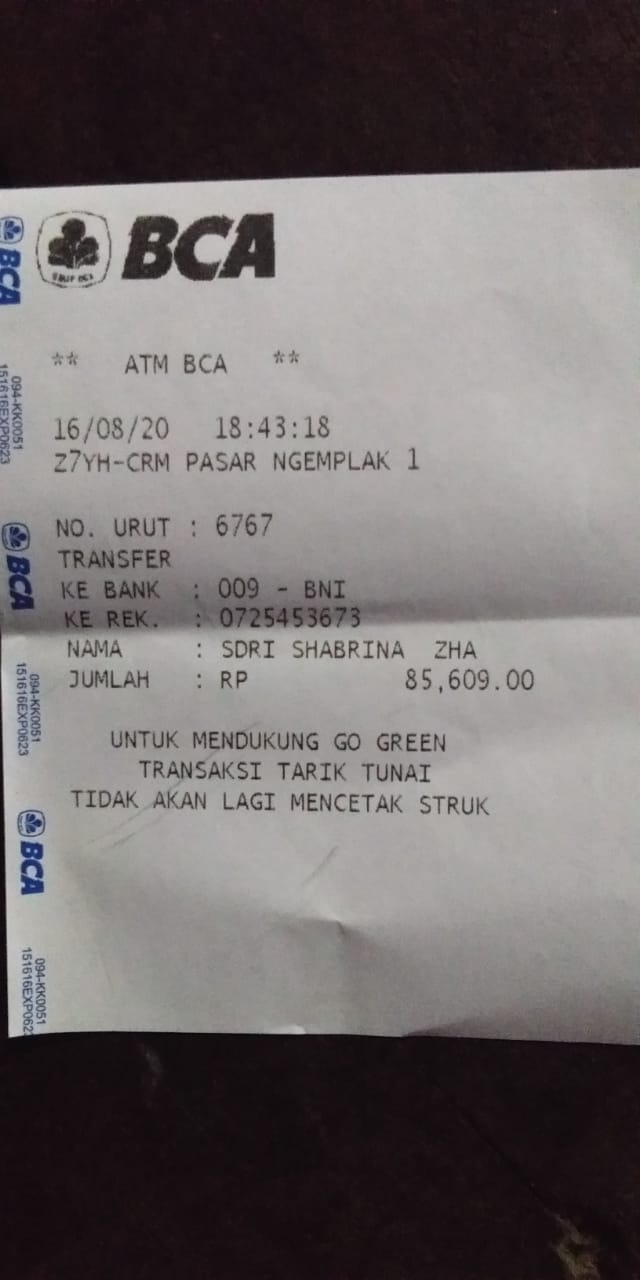 BCA
** ATM BCA **
16/08/20 18:43:18
Z7YH-CRM PASAR NGEMPLAK 1
NO. URUT : 6767
TRANSFER
KE BANK : 009 - BNI
KE REK. : 0725453673
NAMA : SDRI SHABRINA ZHA
JUMLAH : RP 85,609.00
UNTUK MENDUKUNG GO GREEN
TRANSAKSI TARIK TUNAI
TIDAK AKAN LAGI MENCETAK STRUK
BCA
094-KK0051
151616EXP0623
BCA
094-KK0051
151616EXP0623
BCA
094-KK0051